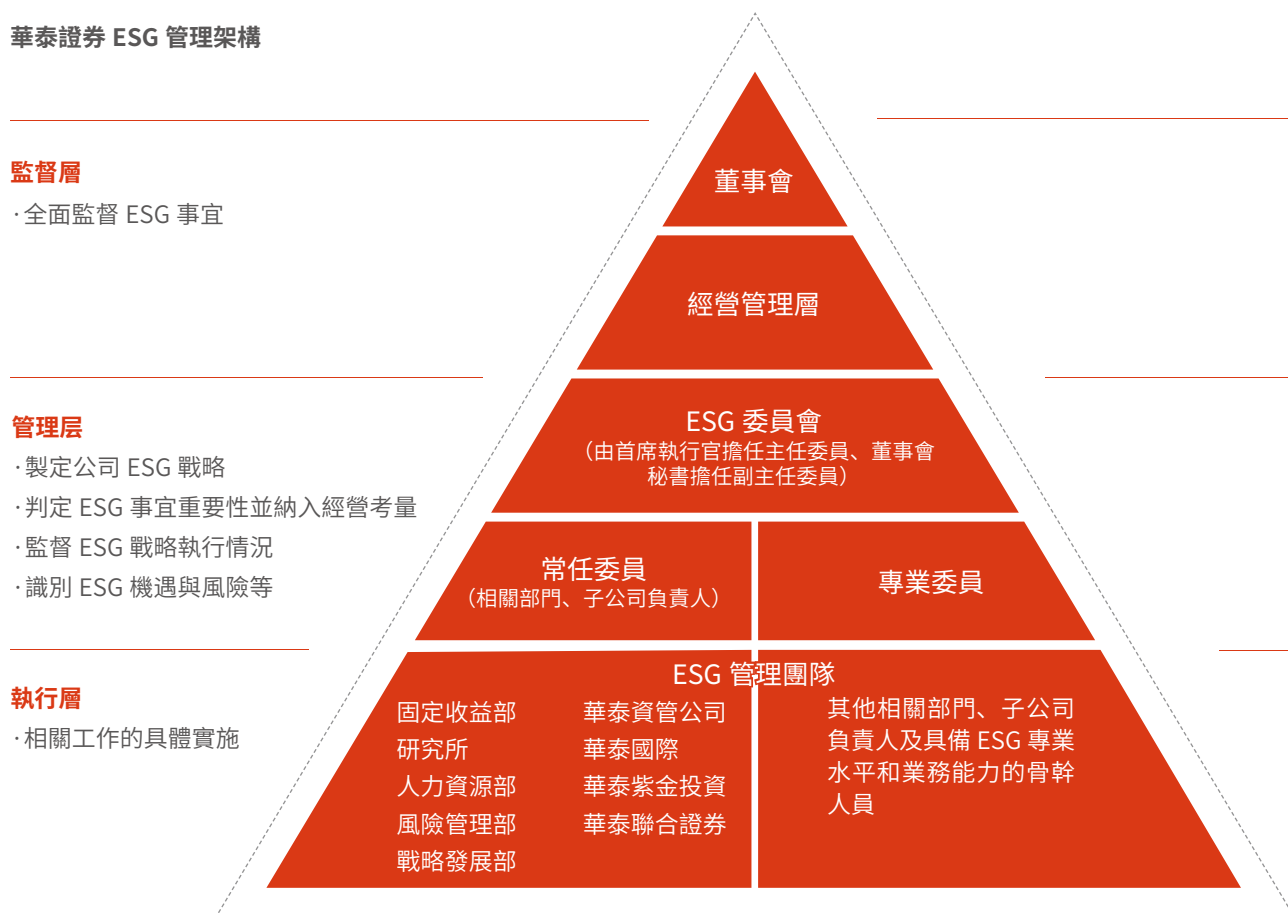 華泰證券 ESG 管理架構
監督層
·全面監督 ESG 事宜
管理层
·製定公司 ESG 戰略
·判定 ESG 事宜重要性並納入經營考量
·監督 ESG 戰略執行情況
·識別 ESG 機遇與風險等
執行層
·相關工作的具體實施
董事會
經營管理層
ESG 委員會
（由首席執行官擔任主任委員、董事會
秘書擔任副主任委員）
常任委員
（相關部門、子公司負責人）
專業委員
ESG 管理團隊
固定收益部
研究所
人力資源部
風險管理部
戰略發展部
華泰資管公司
華泰國際
華泰紫金投資
華泰聯合證券
其他相關部門、子公司
負責人及具備 ESG 專業
水平和業務能力的骨幹
人員